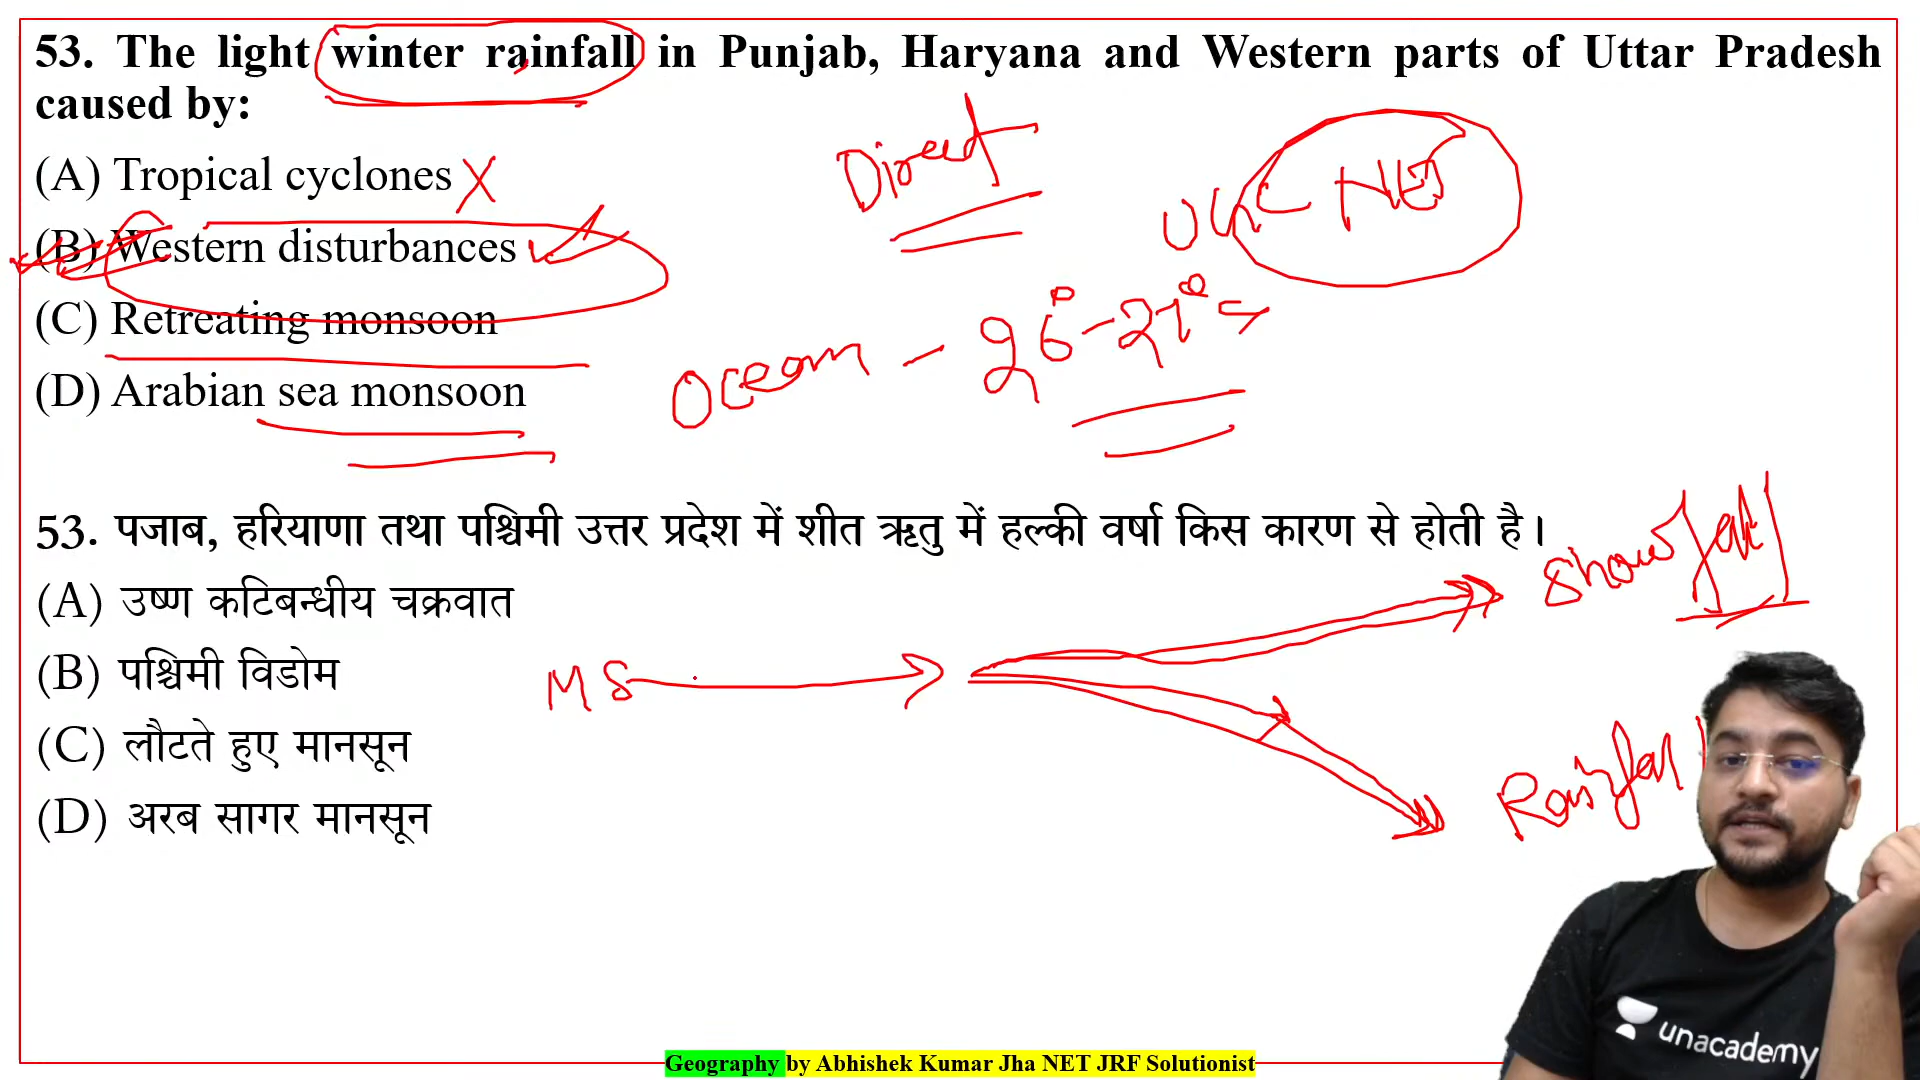 53. The light winter rainfall in Punjab, Haryana and Western parts of Uttar Pradesh
caused by:
(A) Tropical cyclones X
(B) Western disturbances
(C) Retreating monsoon
(D) Arabian sea monsoon
Direct
NET
Ocean - 26° - 27°C
53. पजाब, हरियाणा तथा पश्चिमी उत्तर प्रदेश में शीत ऋतु में हल्की वर्षा किस कारण से होती है।
(A) उष्ण कटिबन्धीय चक्रवात
(B) पश्चिमी विडोम
(C) लौटते हुए मानसून
(D) अरब सागर मानसून
MS
Rainfal
unacademy
Geography by Abhishek Kumar Jha NET JRF Solutionist